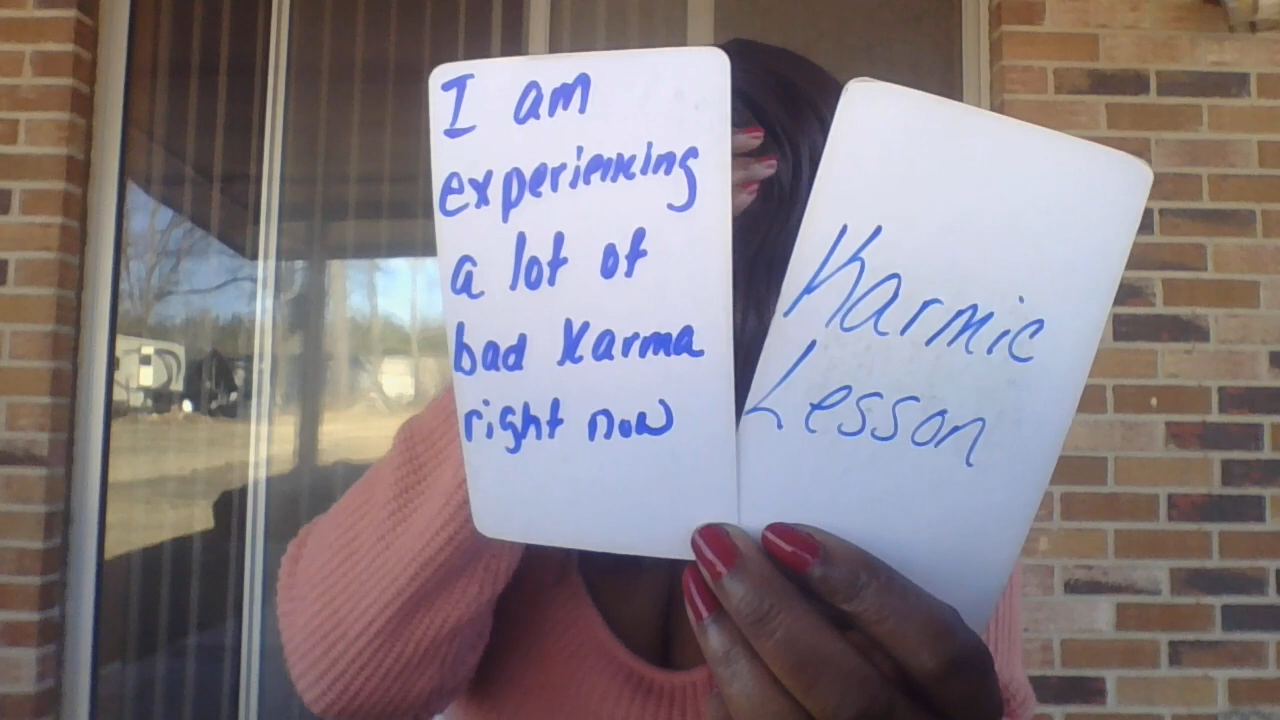 I am
experiencing
a lot of
bad Karma
right now
Karmic
Lesson